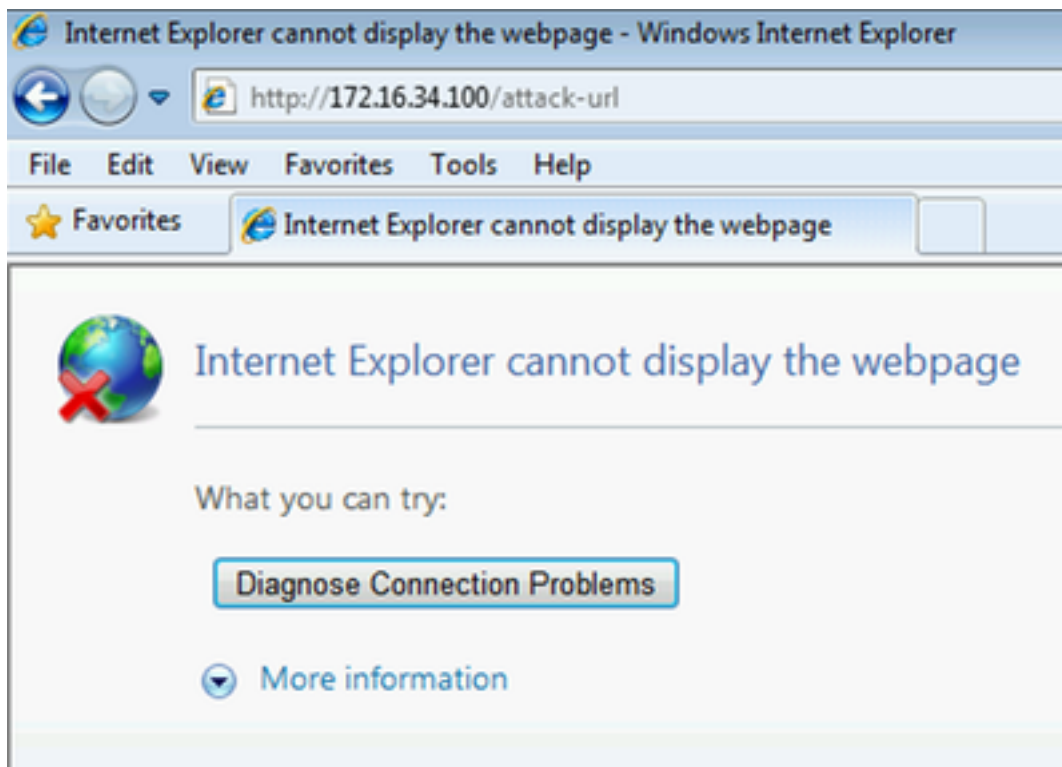 Internet Explorer cannot display the webpage - Windows Internet Explorer
http://172.16.34.100/attack-url
File Edit View Favorites Tools Help
Favorites
Internet Explorer cannot display the webpage
Internet Explorer cannot display the webpage
What you can try:
Diagnose Connection Problems
More information